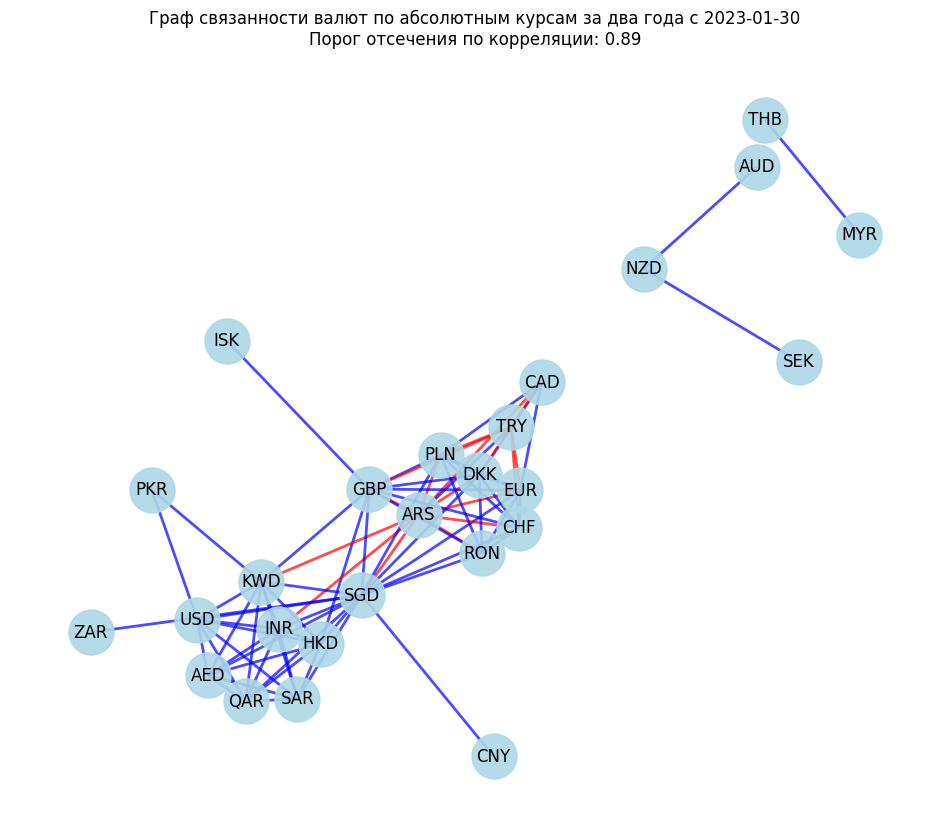 Граф связанности валют по абсолютным курсам за два года с 2023-01-30
Порог отсечения по корреляции: 0.89
THB
AUD
MYR
NZD
ISK
SEK
CAD
TRY
PLN
DKK
PKR
GBP
EUR
ARS
CHF
RON
KWD
SGD
USD
INR
ZAR
HKD
AED
QAR
SAR
CNY